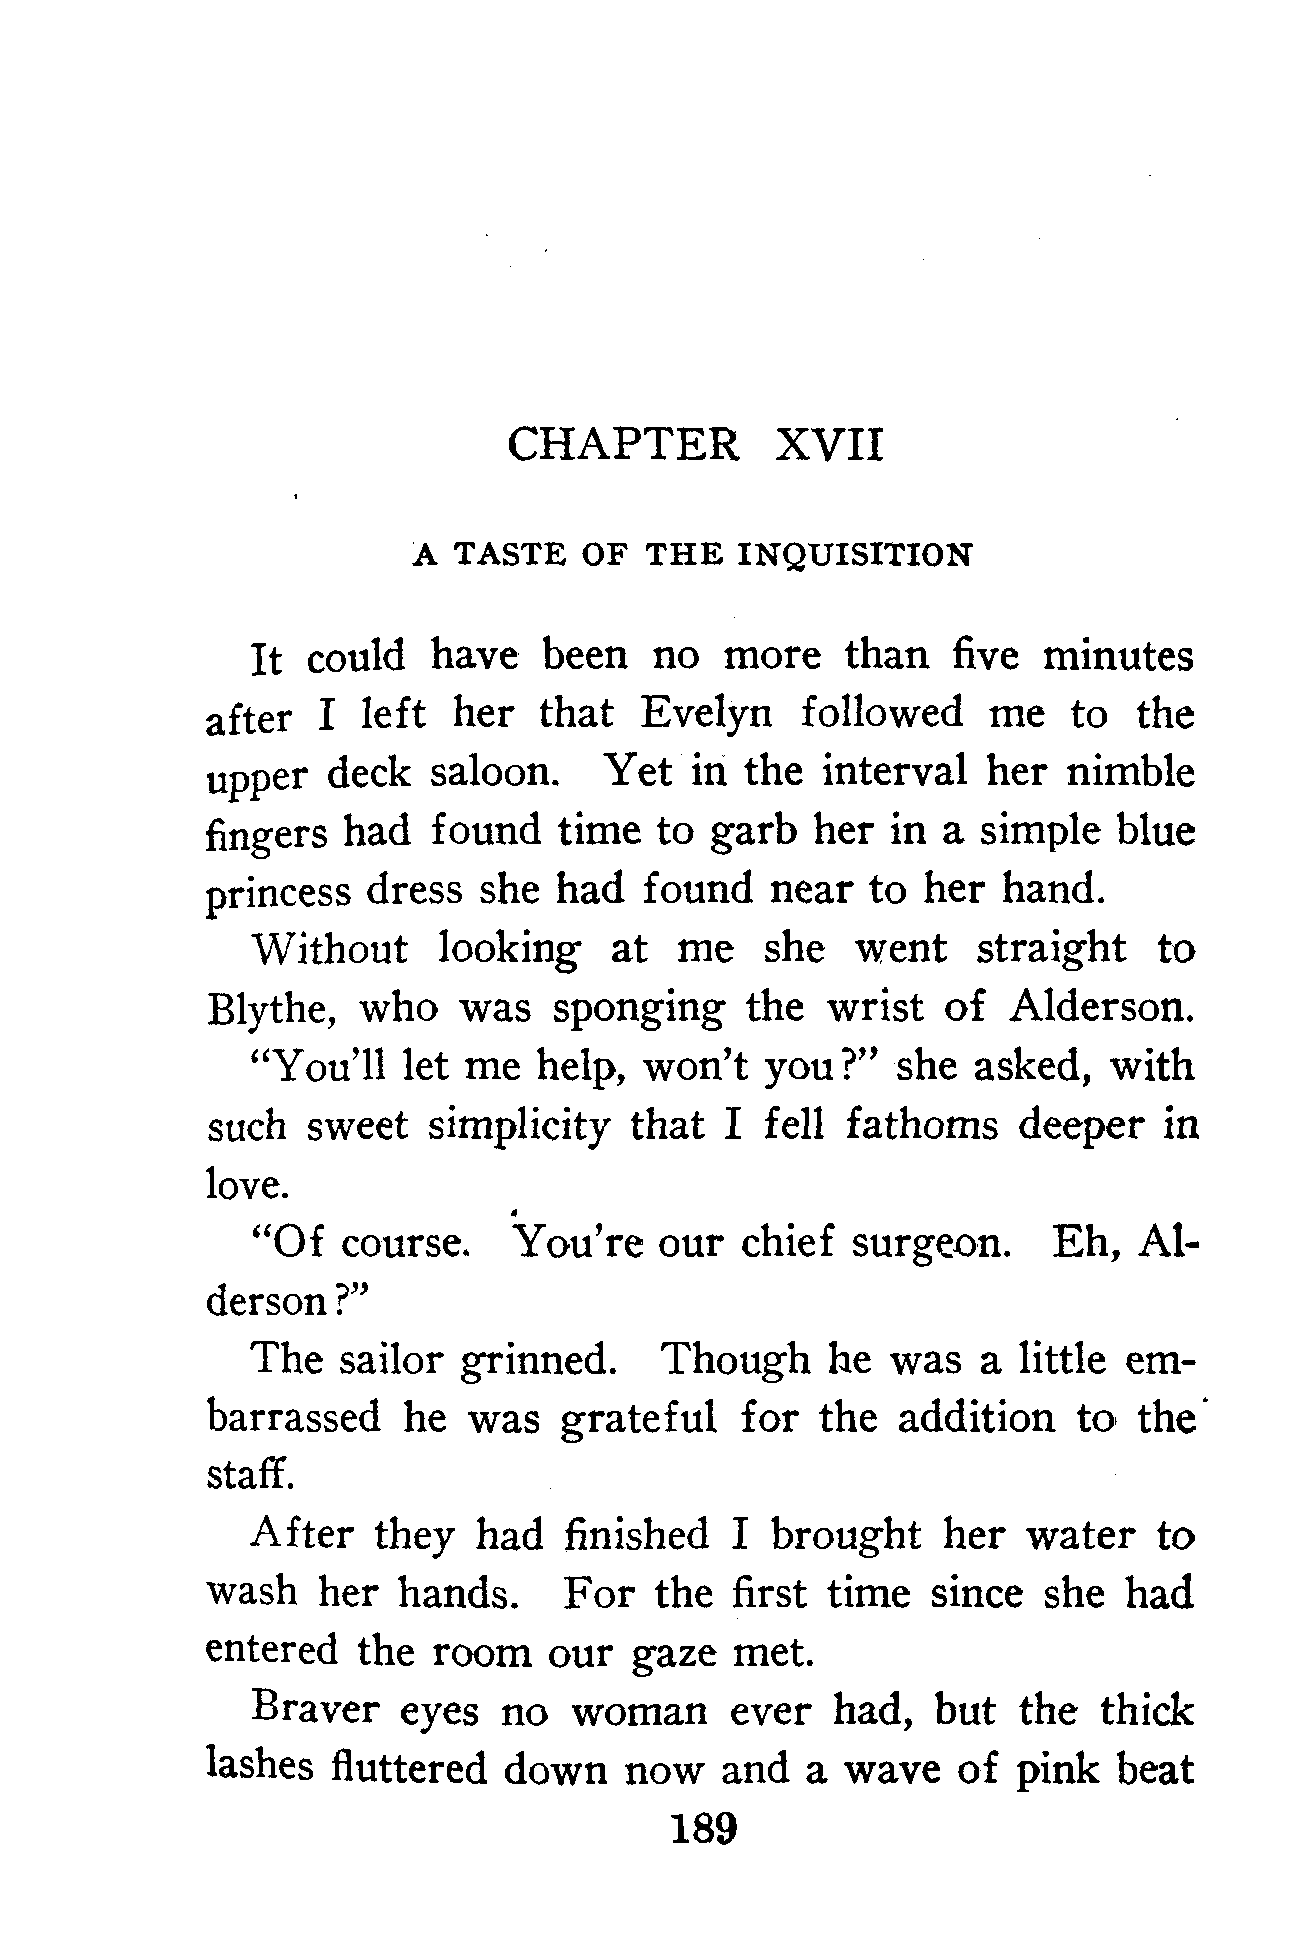 CHAPTER XVII
A TASTE OF THE INQUISITION
It could have been no more than five minutes
after I left her that Evelyn followed me to the
upper deck saloon. Yet in the interval her nimble
fingers had found time to garb her in a simple blue
princess dress she had found near to her hand.
Without looking at me she went straight to
Blythe, who was sponging the wrist of Alderson.
“You’ll let me help, won’t you?” she asked, with
such sweet simplicity that I fell fathoms deeper in
love.
“Of course. You’re our chief surgeon. Eh, Al-
derson?”
The sailor grinned. Though he was a little em-
barrassed he was grateful for the addition to the
staff.
After they had finished I brought her water to
wash her hands. For the first time since she had
entered the room our gaze met.
Braver eyes no woman ever had, but the thick
lashes fluttered down now and a wave of pink beat
189